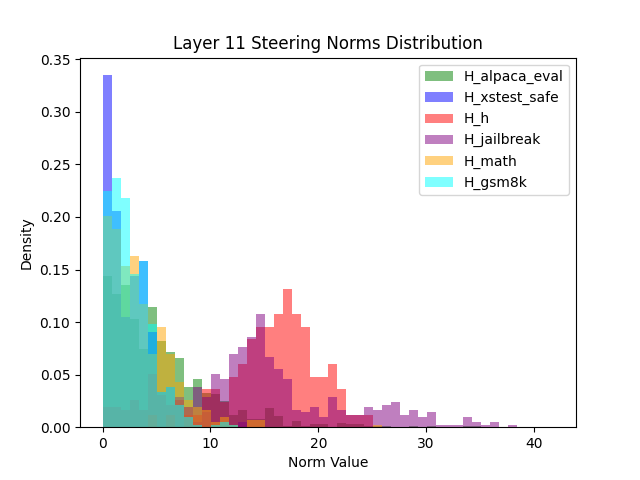 Layer 11 Steering Norms Distribution
0.35
0.30
0.25
0.20
0.15
0.10
0.05
0.00
Density
H_alpaca_eval
H_xstest_safe
H_h
H_jailbreak
H_math
H_gsm8k
0 10 20 30 40
Norm Value